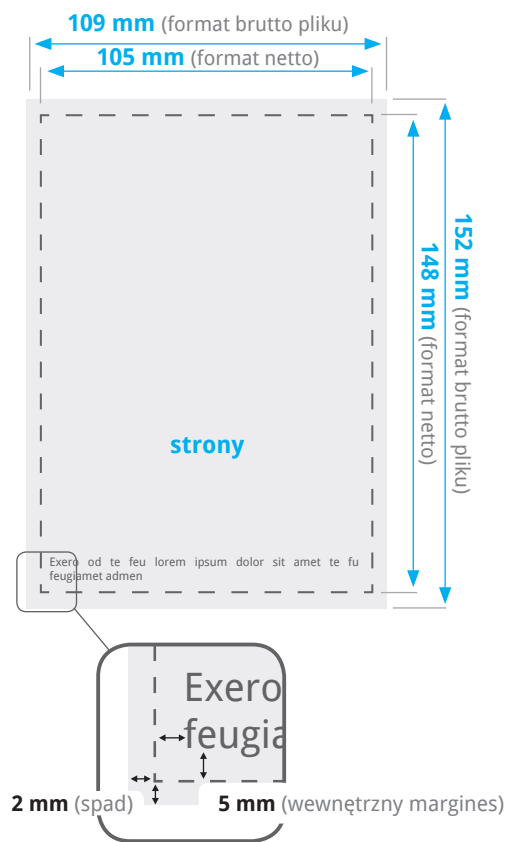 109 mm (format brutto pliku)
105 mm (format netto)
152 mm (format brutto pliku)
148 mm (format netto)
strony
Exero od te feu lorem ipsum dolor sit amet te fu
feugiamet admen
Exero
feugia
2 mm (spad)
5 mm (wewnętrzny margines)